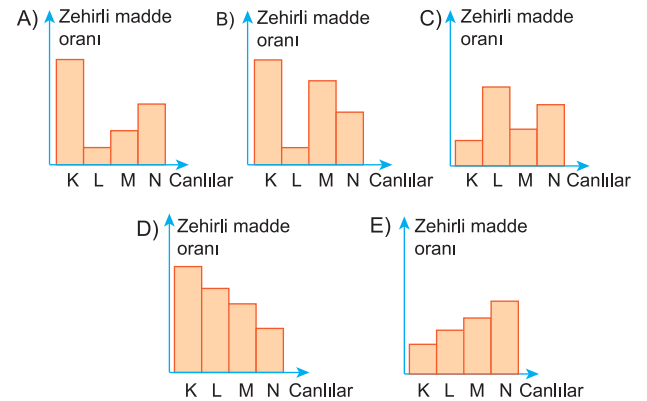 A) Zehirli madde
oranı
K L M N Canlılar
B) Zehirli madde
oranı
K L M N Canlılar
C) Zehirli madde
oranı
K L M N Canlılar
D) Zehirli madde
oranı
K L M N Canlılar
E) Zehirli madde
oranı
K L M N Canlılar